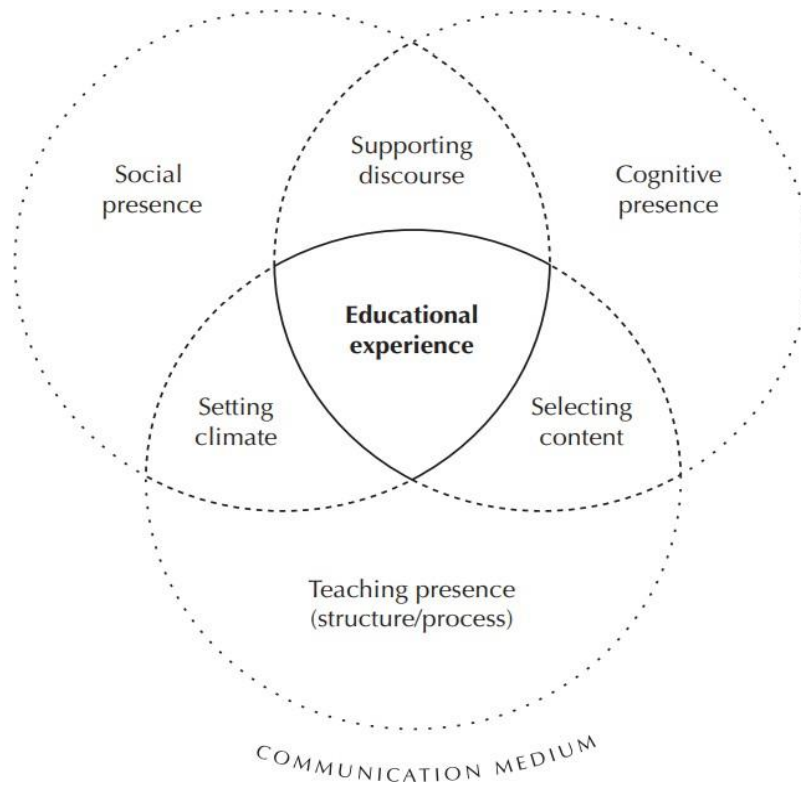 Supporting
discourse
Social
presence
Cognitive
presence
Educational
experience
Setting
climate
Selecting
content
Teaching presence
(structure/process)
COMMUNICATION MEDIUM